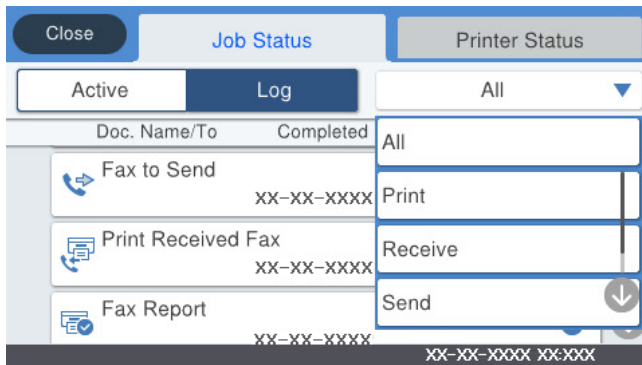 Close
Job Status
Printer Status
Active
Log
All
Doc. Name/To
Completed
All
Fax to Send
XX-XX-XXXX
Print
Print Received Fax
XX-XX-XXXX
Receive
Fax Report
XX-XX-XXXX
Send
XX-XX-XXXX XX:XXX